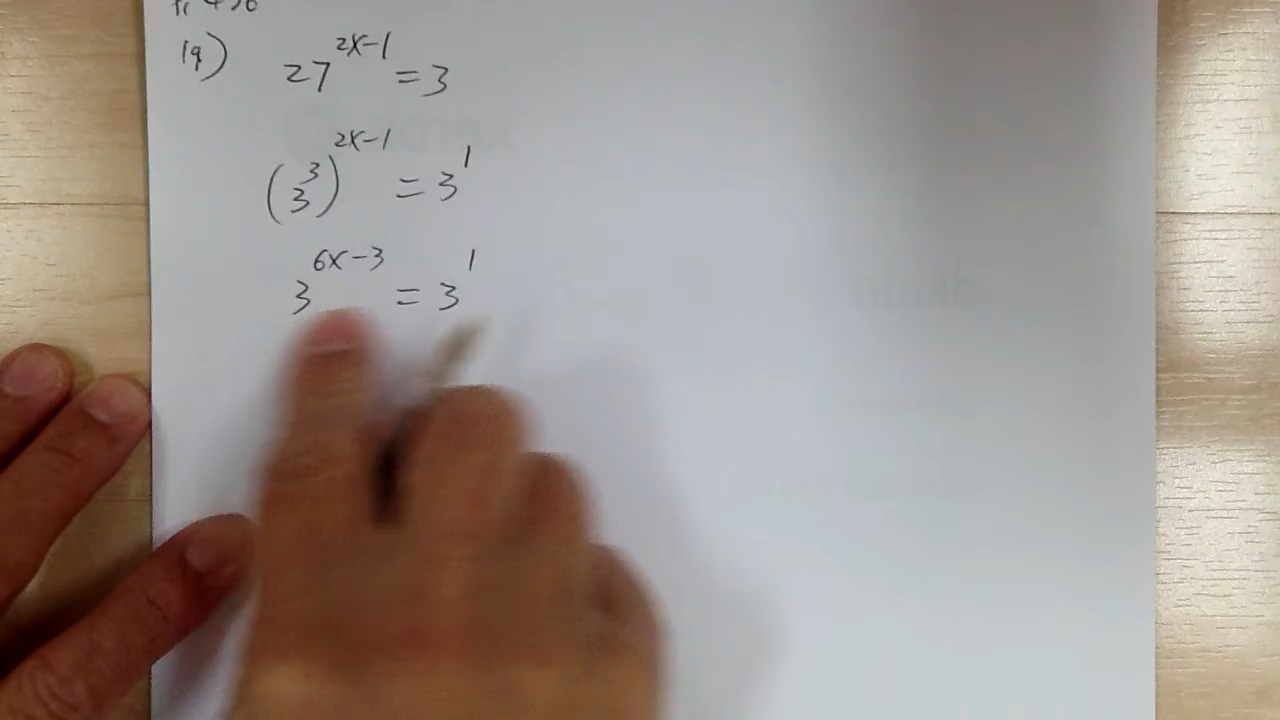 19) 27^{2x-1} = 3
(3^3)^{2x-1} = 3^1
3^{6x-3} = 3^1